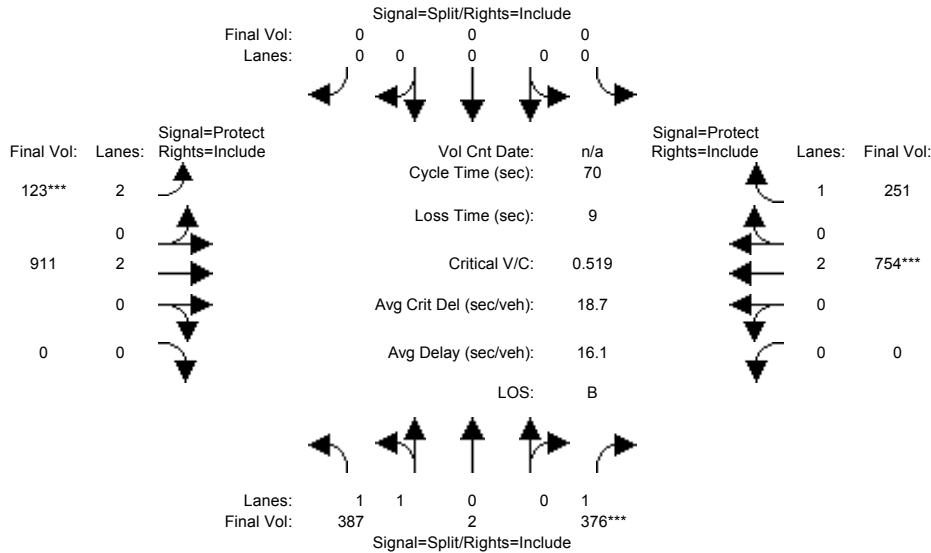 Signal=Split/Rights=Include
Final Vol: 0 0 0
Lanes: 0 0 0 0 0
Signal=Protect Signal=Protect
Final Vol: Lanes: Rights=Include Vol Cnt Date: n/a Rights=Include Lanes: Final Vol:
Cycle Time (sec): 70
123*** 2 1 251
Loss Time (sec): 9
0 0
911 2 Critical V/C: 0.519 2 754***
0 Avg Crit Del (sec/veh): 18.7 0
0 0 Avg Delay (sec/veh): 16.1 0 0
LOS: B
Lanes: 1 1 0 0 1
Final Vol: 387 2 376***
Signal=Split/Rights=Include